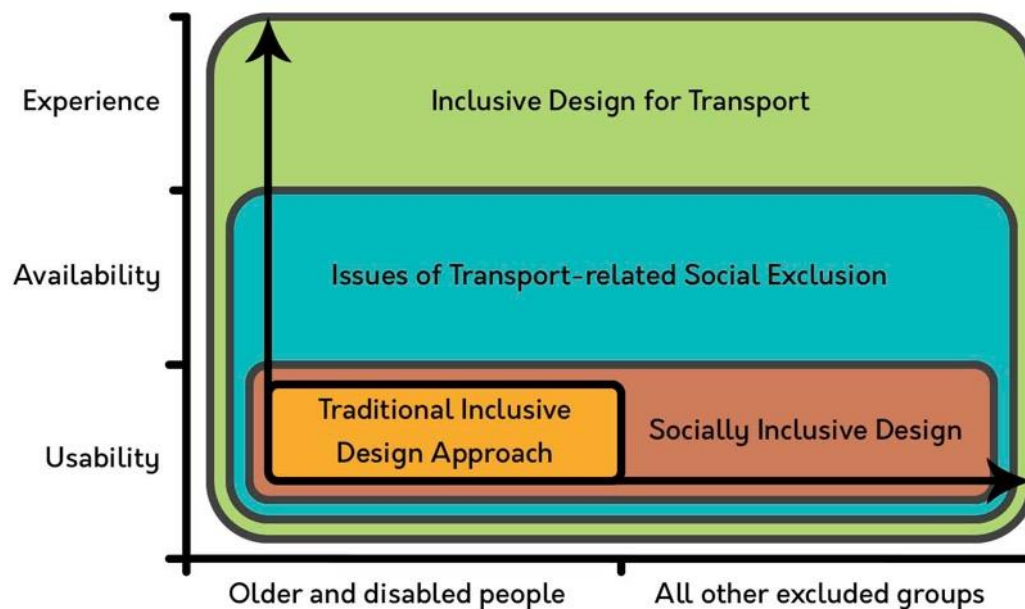 Experience
Inclusive Design for Transport
Availability
Issues of Transport-related Social Exclusion
Usability
Traditional Inclusive
Design Approach
Socially Inclusive Design
Older and disabled people
All other excluded groups